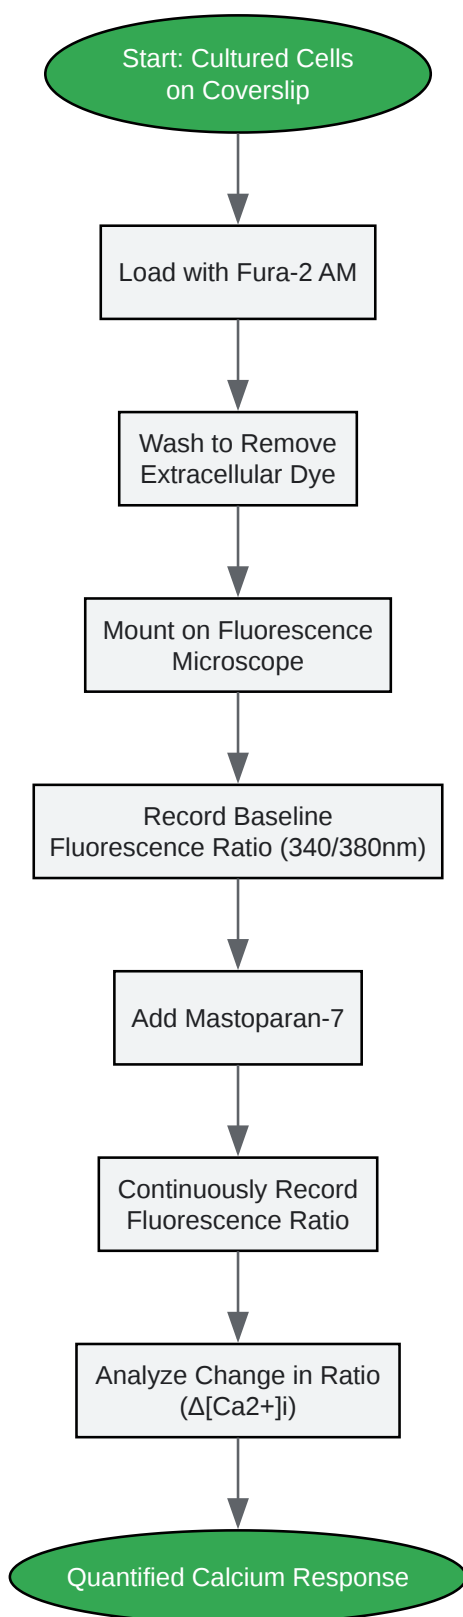 Start: Cultured Cells
on Coverslip
Load with Fura-2 AM
Wash to Remove
Extracellular Dye
Mount on Fluorescence
Microscope
Record Baseline
Fluorescence Ratio (340/380nm)
Add Mastoparan-7
Continuously Record
Fluorescence Ratio
Analyze Change in Ratio
(Δ[Ca2+]i)
Quantified Calcium Response